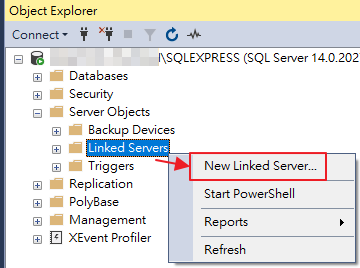 Object Explorer
Connect
\SQLEXPRESS (SQL Server 14.0.202
Databases
Security
Server Objects
Backup Devices
Linked Servers
Triggers
Replication
PolyBase
Management
XEvent Profiler
New Linked Server...
Start PowerShell
Reports
Refresh